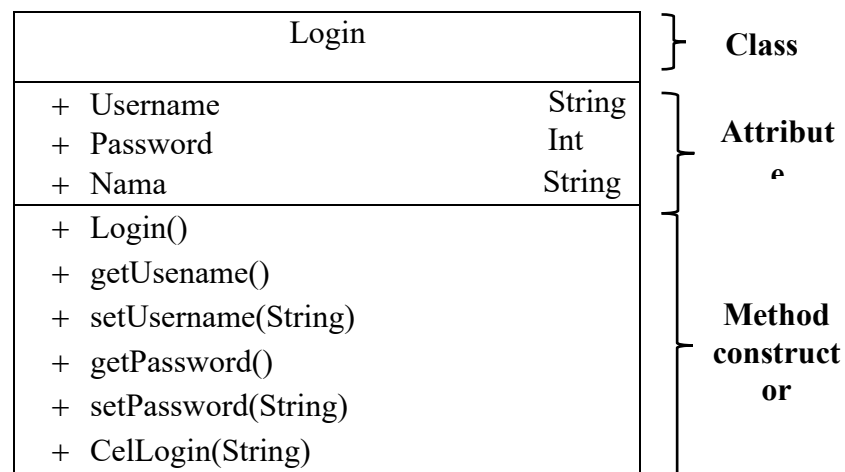 Login
Class
+ Username String
+ Password Int
+ Nama String
Attribut
e
+ Login()
+ getUsename()
+ setUsername(String)
+ getPassword()
+ setPassword(String)
+ CelLogin(String)
Method
construct
or